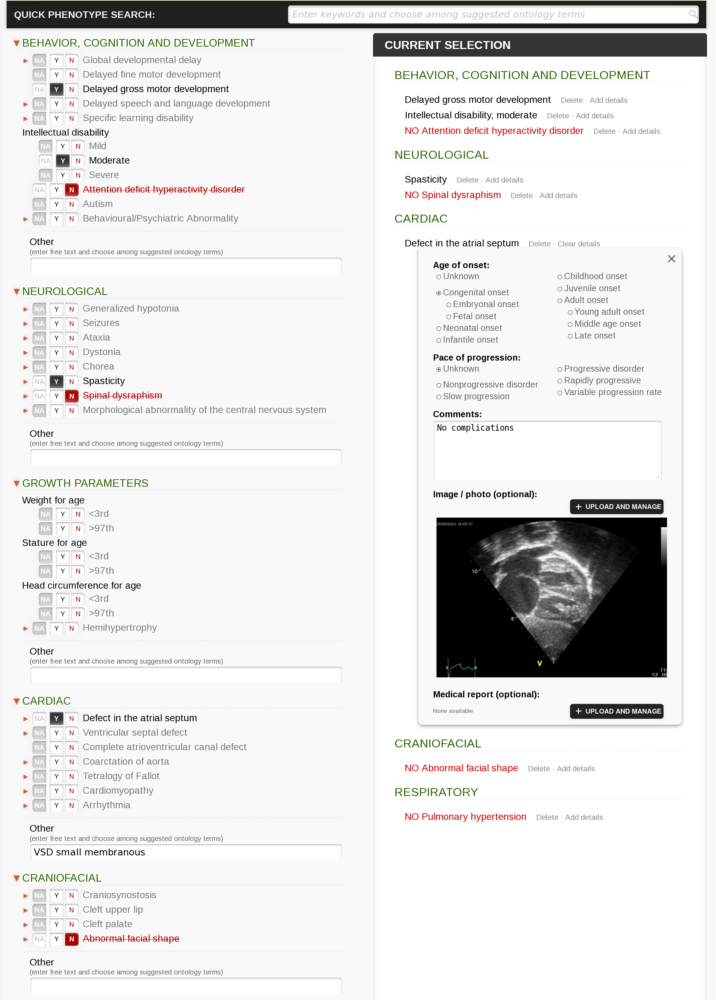 QUICK PHENOTYPE SEARCH:
Enter keywords and choose among suggested ontology terms
▼BEHAVIOR, COGNITION AND DEVELOPMENT
► NA Y N Global developmental delay
NA Y N Delayed fine motor development
NA Y N Delayed gross motor development
► NA Y N Delayed speech and language development
► NA Y N Specific learning disability
Intellectual disability
NA Y N Mild
NA Y N Moderate
NA Y N Severe
NA Y N Attention deficit hyperactivity disorder
NA Y N Autism
► NA Y N Behavioural/Psychiatric Abnormality
Other
(enter free text and choose among suggested ontology terms)
▼NEUROLOGICAL
► NA Y N Generalized hypotonia
► NA Y N Seizures
► NA Y N Ataxia
► NA Y N Dystonia
► NA Y N Chorea
► NA Y N Spasticity
► NA Y N Spinal dysraphism
► NA Y N Morphological abnormality of the central nervous system
Other
(enter free text and choose among suggested ontology terms)
▼GROWTH PARAMETERS
Weight for age
NA Y N <3rd
NA Y N >97th
Stature for age
NA Y N <3rd
NA Y N >97th
Head circumference for age
NA Y N <3rd
NA Y N >97th
► NA Y N Hemihypertrophy
Other
(enter free text and choose among suggested ontology terms)
▼CARDIAC
► NA Y N Defect in the atrial septum
► NA Y N Ventricular septal defect
NA Y N Complete atrioventricular canal defect
► NA Y N Coarctation of aorta
► NA Y N Tetralogy of Fallot
► NA Y N Cardiomyopathy
► NA Y N Arrhythmia
Other
(enter free text and choose among suggested ontology terms)
VSD small membranous
▼CRANIOFACIAL
► NA Y N Craniosynostosis
► NA Y N Cleft upper lip
► NA Y N Cleft palate
► NA Y N Abnormal facial shape
Other
(enter free text and choose among suggested ontology terms)
CURRENT SELECTION
BEHAVIOR, COGNITION AND DEVELOPMENT
Delayed gross motor development Delete · Add details
Intellectual disability, moderate Delete · Add details
NO Attention deficit hyperactivity disorder Delete · Add details
NEUROLOGICAL
Spasticity Delete · Add details
NO Spinal dysraphism Delete · Add details
CARDIAC
Defect in the atrial septum Delete · Clear details
Age of onset:
Unknown
Congenital onset
Embryonal onset
Fetal onset
Neonatal onset
Infantile onset
Childhood onset
Juvenile onset
Adult onset
Young adult onset
Middle age onset
Late onset
Pace of progression:
Unknown
Nonprogressive disorder
Slow progression
Progressive disorder
Rapidly progressive
Variable progression rate
Comments:
No complications
Image / photo (optional):
+ UPLOAD AND MANAGE
25/09/2003 14:05:37
10
5
V
114
1:2 HR
Medical report (optional):
None available
+ UPLOAD AND MANAGE
CRANIOFACIAL
NO Abnormal facial shape Delete · Add details
RESPIRATORY
NO Pulmonary hypertension Delete · Add details